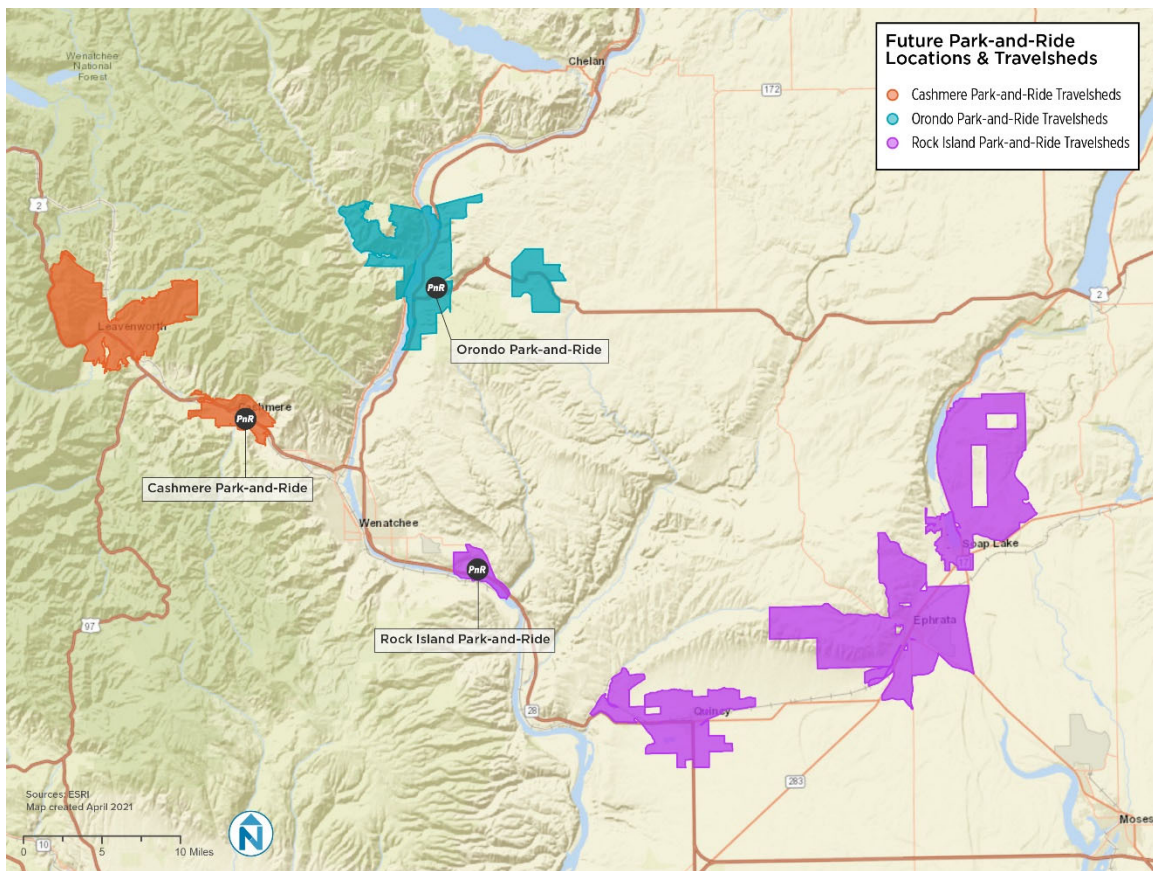 Future Park-and-Ride
Locations & Travelsheds
Cashmere Park-and-Ride Travelsheds
Orondo Park-and-Ride Travelsheds
Rock Island Park-and-Ride Travelsheds
Wenatchee
National
Forest
Chelan
172
2
PnR
Leavenworth
Orondo Park-and-Ride
2
Cashmere
PnR
Cashmere Park-and-Ride
Wenatchee
Soap Lake
17
PnR
97
Rock Island Park-and-Ride
Ephrata
28
Quincy
283
Sources: ESRI
Map created April 2021
N
Moses
10
0 5 10 Miles